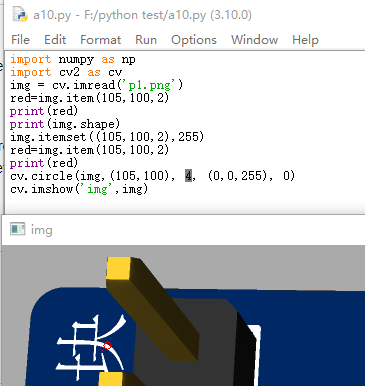 a10.py - F:/python test/a10.py (3.10.0)
File Edit Format Run Options Window Help
import numpy as np
import cv2 as cv
img = cv.imread('p1.png')
red=img.item(105,100,2)
print(red)
print(img.shape)
img.itemset((105,100,2),255)
red=img.item(105,100,2)
print(red)
cv.circle(img,(105,100), 4, (0,0,255), 0)
cv.imshow('img',img)
img